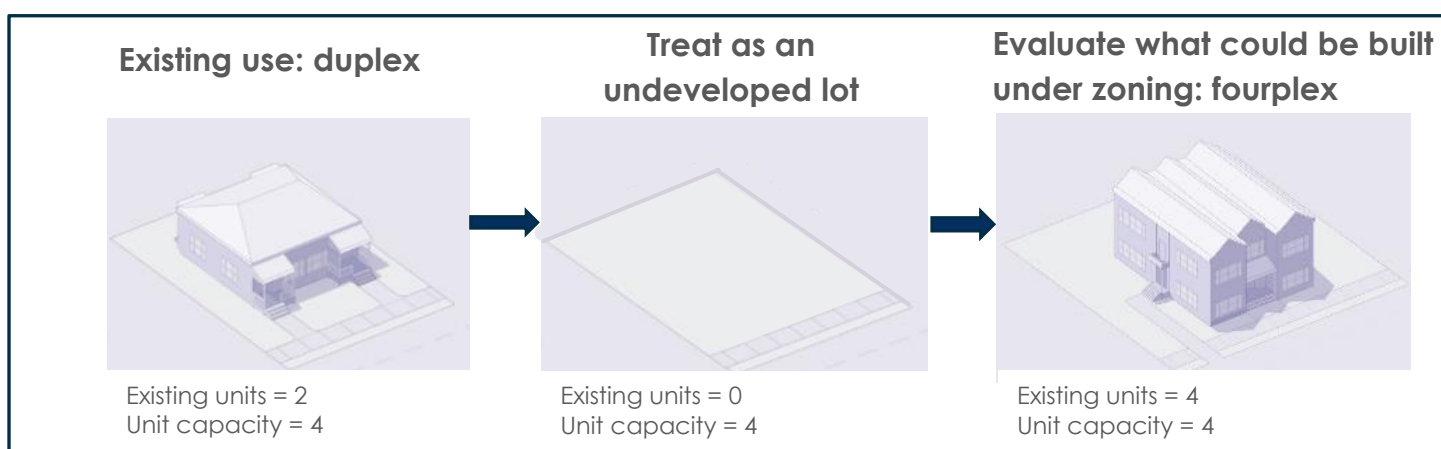 Existing use: duplex
Treat as an
undeveloped lot
Evaluate what could be built
under zoning: fourplex
Existing units = 2
Unit capacity = 4
Existing units = 0
Unit capacity = 4
Existing units = 4
Unit capacity = 4